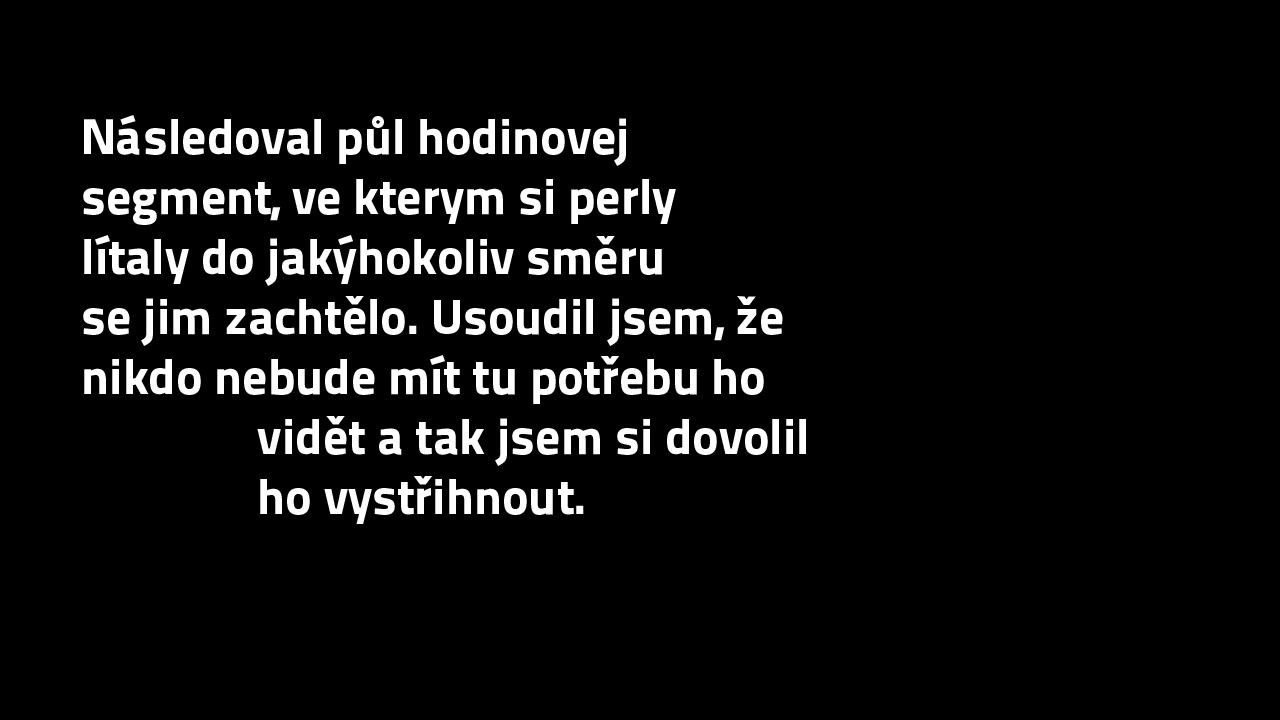 Následoval půl hodinovej
segment, ve kterym si perly
lítaly do jakýhokoliv směru
se jim zachtělo. Usoudil jsem, že
nikdo nebude mít tu potřebu ho
vidět a tak jsem si dovolil
ho vystřihnout.